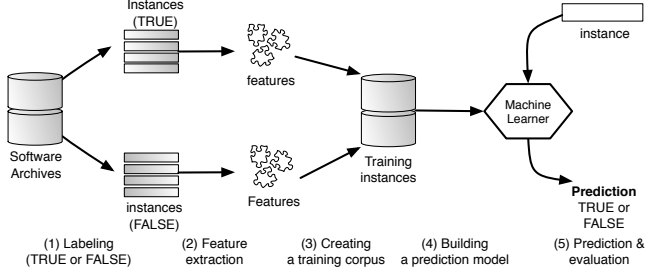 Instances
(TRUE)
features
instance
Machine
Learner
Software
Archives
Training
instances
Features
Prediction
TRUE or
FALSE
instances
(FALSE)
(1) Labeling
(TRUE or FALSE)
(2) Feature
extraction
(3) Creating
a training corpus
(4) Building
a prediction model
(5) Prediction &
evaluation